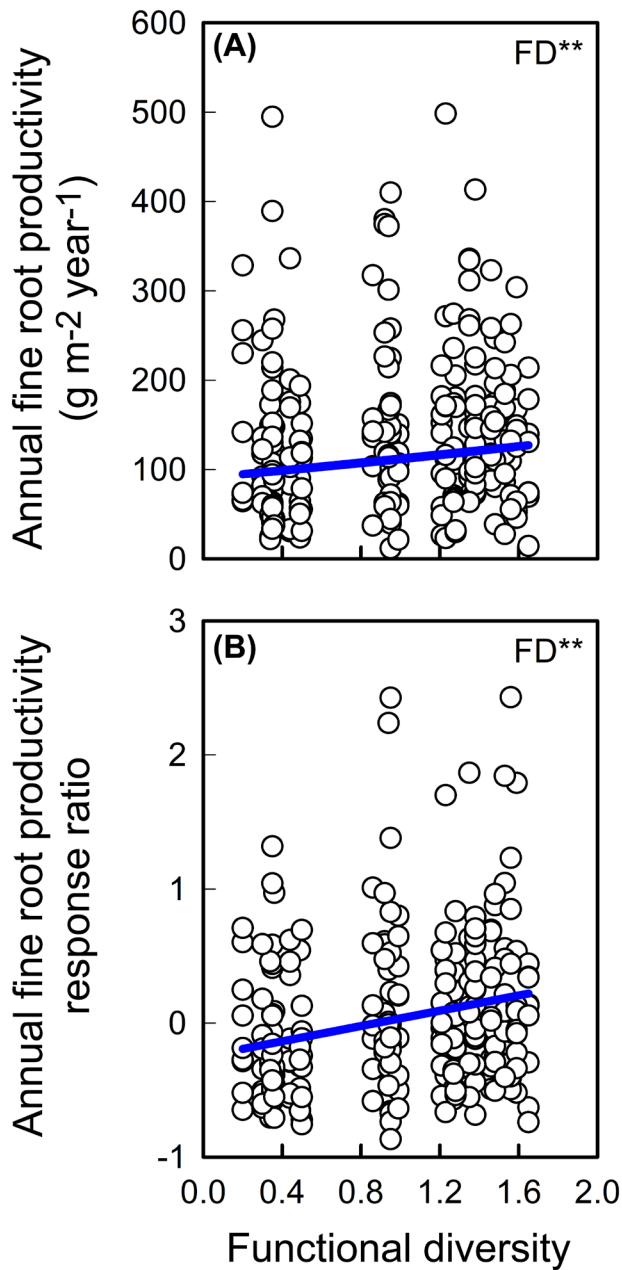 (A)
FD**
600
500
400
300
200
100
0
Annual fine root productivity
(g m-2 year-1)
(B)
FD**
3
2
1
0
-1
Annual fine root productivity
response ratio
0.0 0.4 0.8 1.2 1.6 2.0
Functional diversity